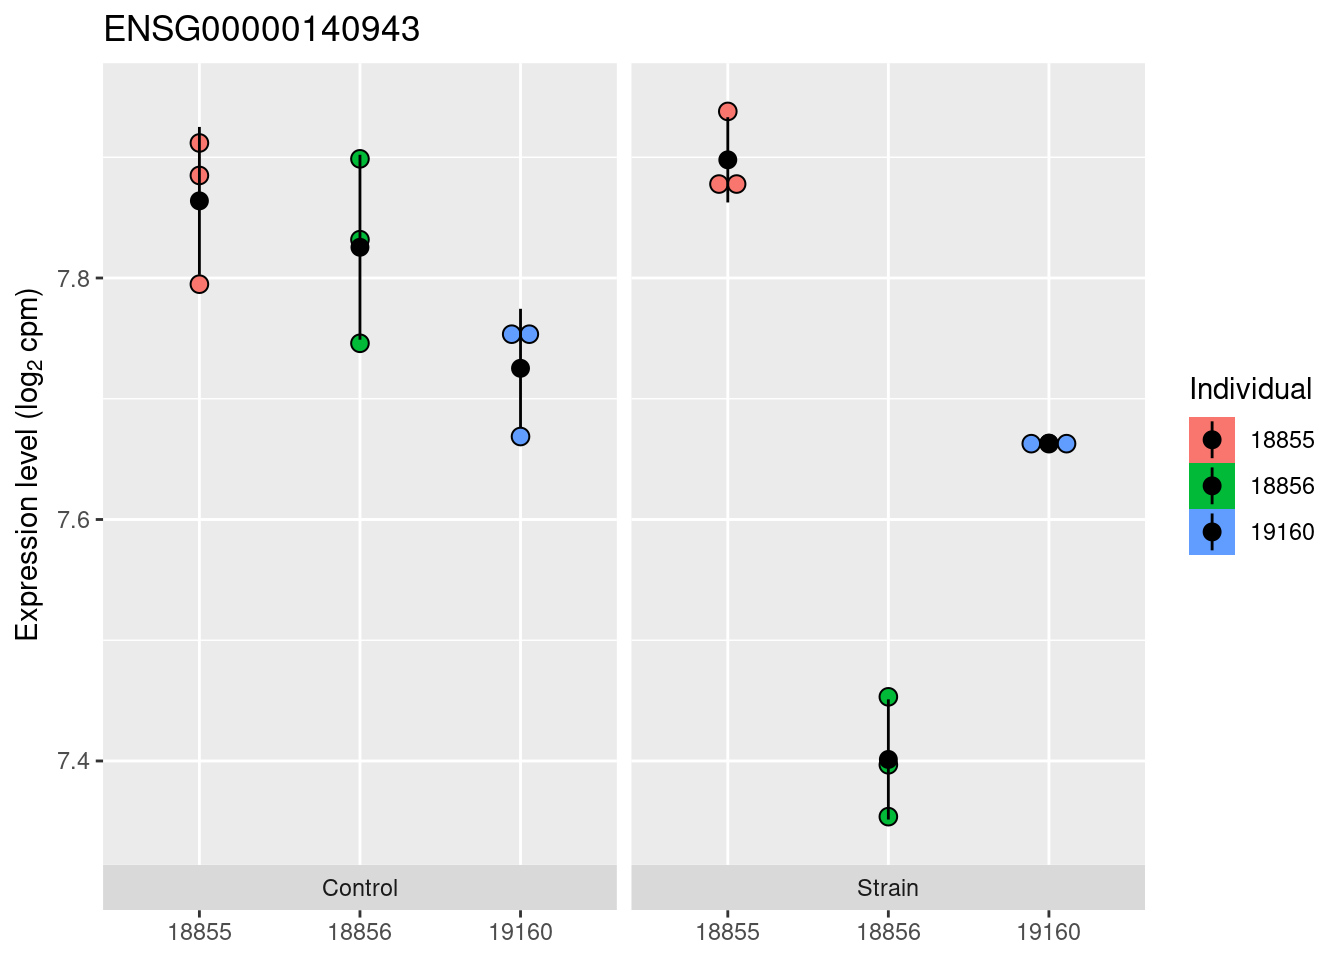 ENSG00000140943
Expression level (log₂ cpm)
7.8
7.6
7.4
Control
Strain
18855
18856
19160
18855
18856
19160
Individual
18855
18856
19160